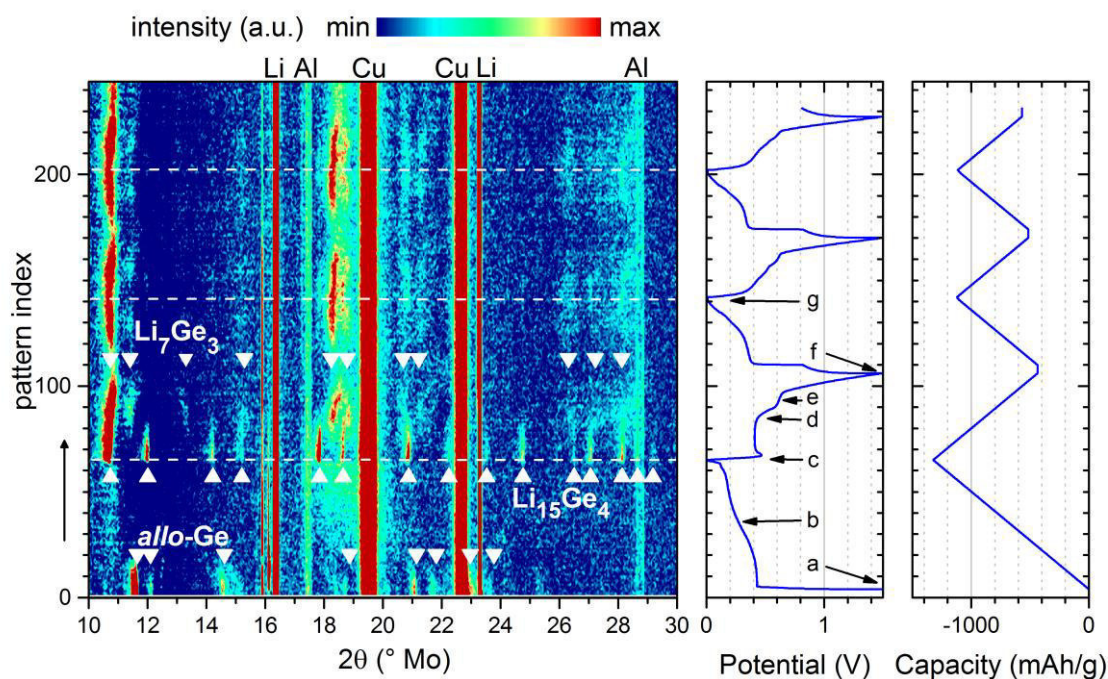 intensity (a.u.) min max
Li Al Cu Cu Li Al
pattern index
200
100
0
Li₇Ge₃
Li₁₅Ge₄
allo-Ge
10 12 14 16 18 20 22 24 26 28 30
2θ (° Mo)
g
f
e
d
c
b
a
0 1
Potential (V)
-1000 0
Capacity (mAh/g)